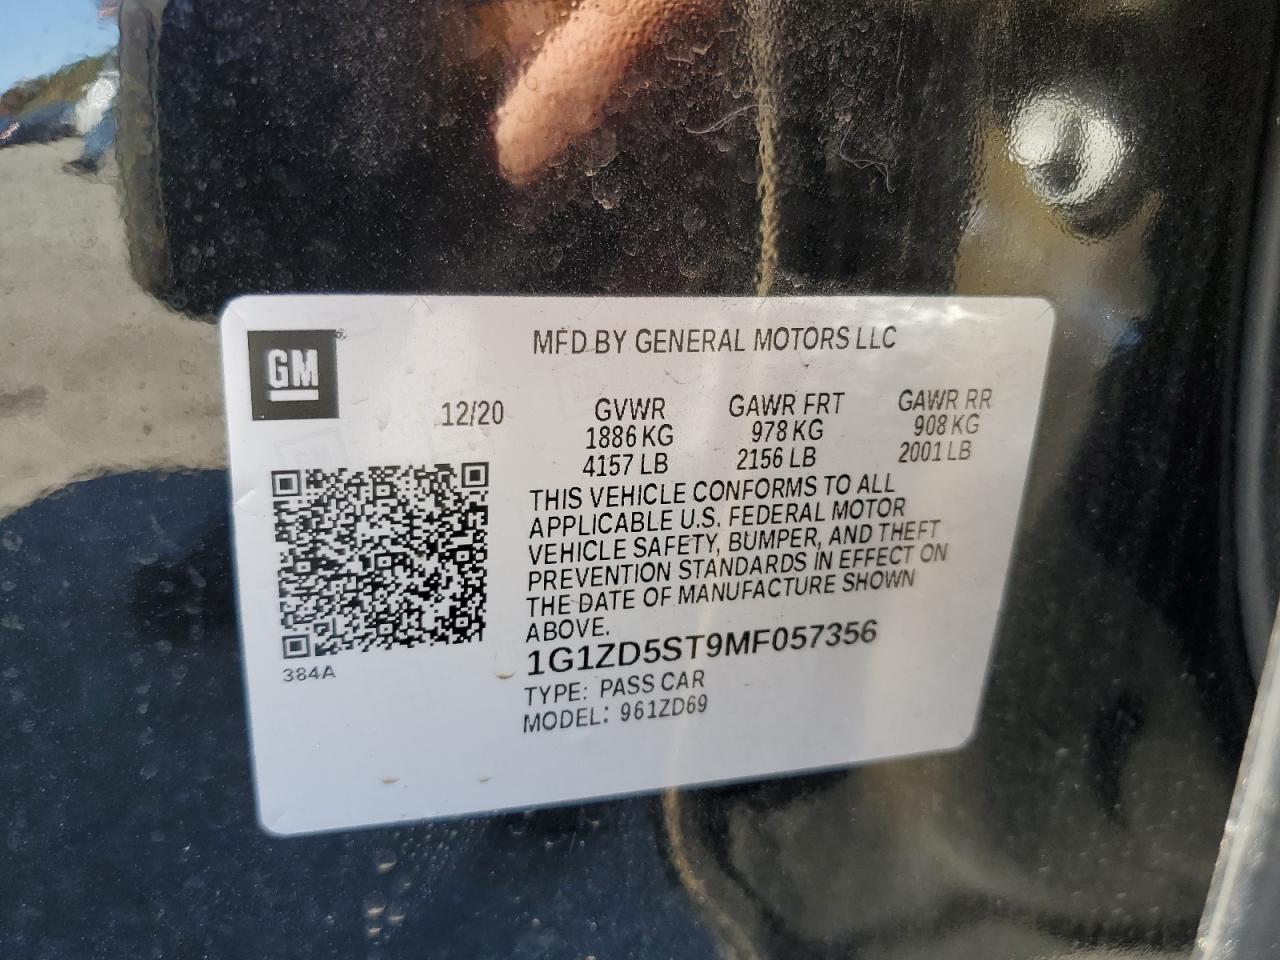 GM
®
MFD BY GENERAL MOTORS LLC
12/20 GVWR GAWR FRT GAWR RR
1886 KG 978 KG 908 KG
4157 LB 2156 LB 2001 LB
THIS VEHICLE CONFORMS TO ALL
APPLICABLE U.S. FEDERAL MOTOR
VEHICLE SAFETY, BUMPER, AND THEFT
PREVENTION STANDARDS IN EFFECT ON
THE DATE OF MANUFACTURE SHOWN
ABOVE.
384A
1G1ZD5ST9MF057356
TYPE: PASS CAR
MODEL: 961ZD69